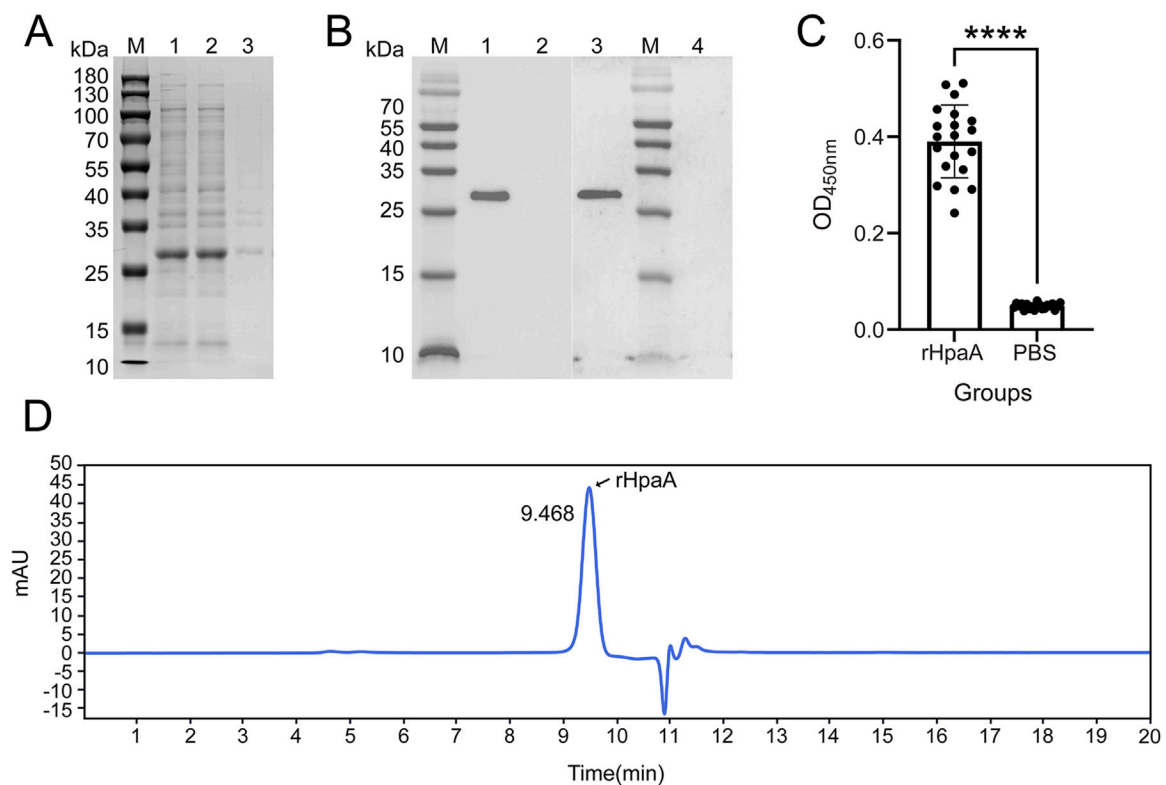 A
kDa M 1 2 3
180
130
100
70
55
40
35
25
15
10
B
kDa M 1 2 3 M 4
70
55
40
35
25
15
10
C
****
OD450nm
0.6
0.4
0.2
0.0
rHpaA PBS
Groups
D
mAU
50
45
40
35
30
25
20
15
10
5
0
-5
-10
-15
9.468
rHpaA
1 2 3 4 5 6 7 8 9 10 11 12 13 14 15 16 17 18 19 20
Time(min)